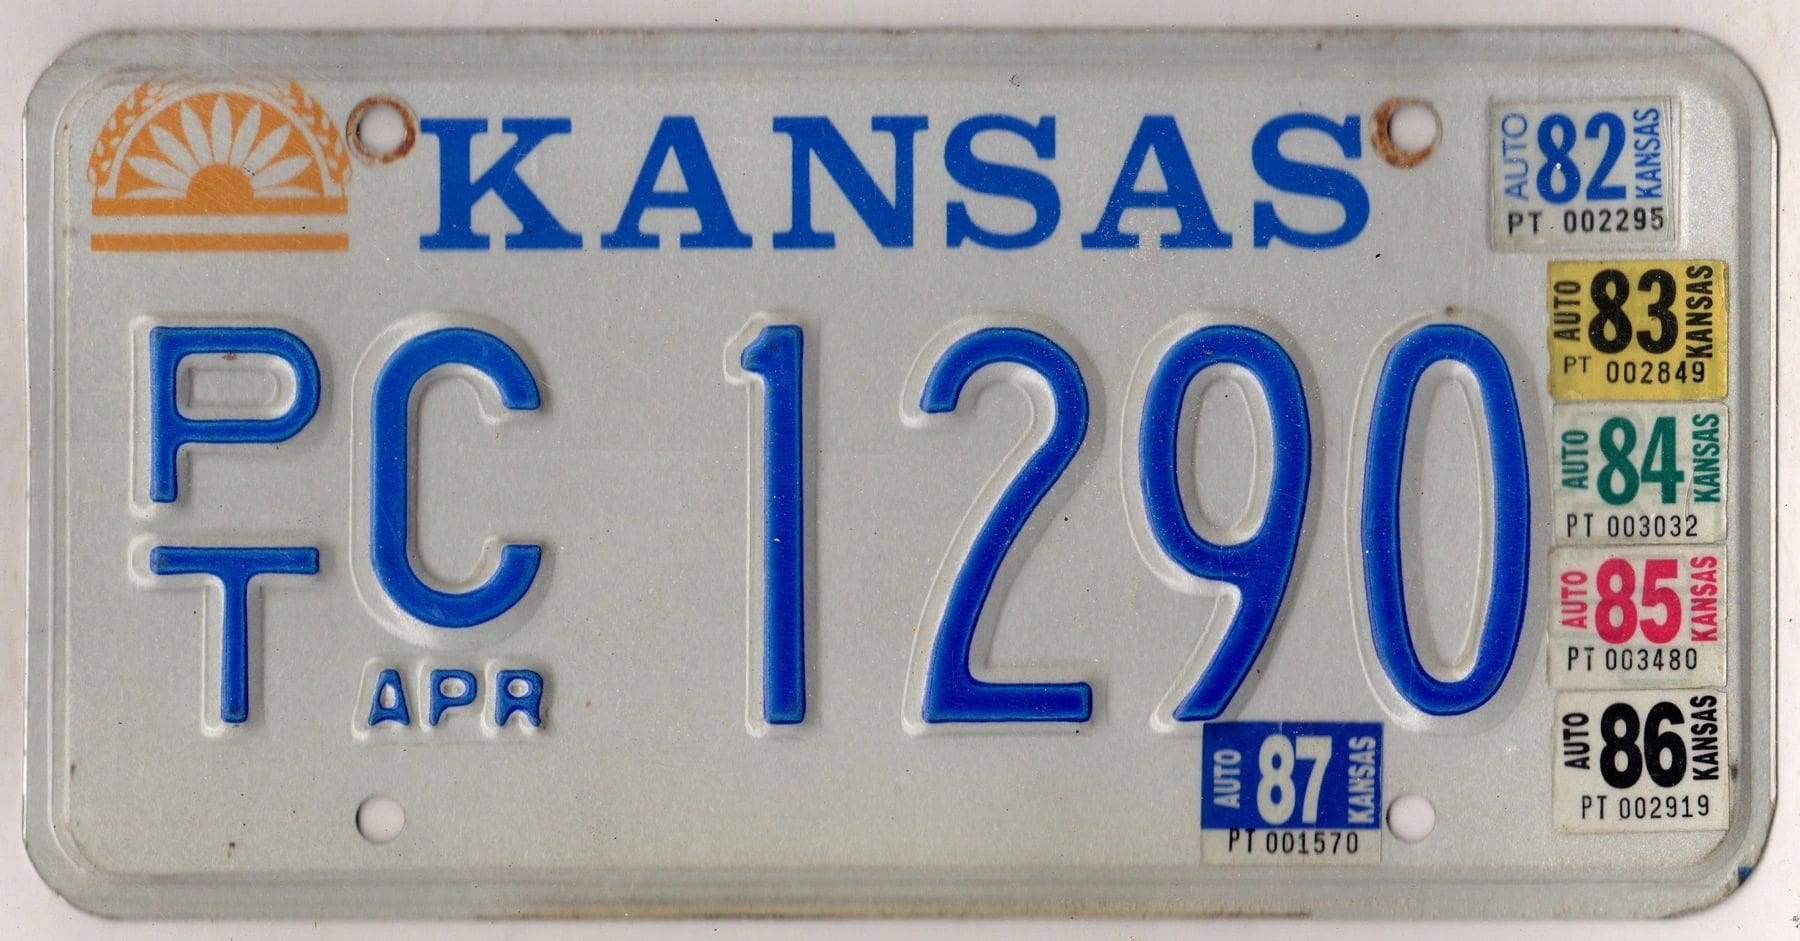 KANSAS
PT C 1290
APR
AUTO 82 KANSAS
PT 002295
AUTO 83 KANSAS
PT 002849
AUTO 84 KANSAS
PT 003032
AUTO 85 KANSAS
PT 003480
AUTO 86 KANSAS
PT 002919
AUTO 87 KANSAS
PT 001570